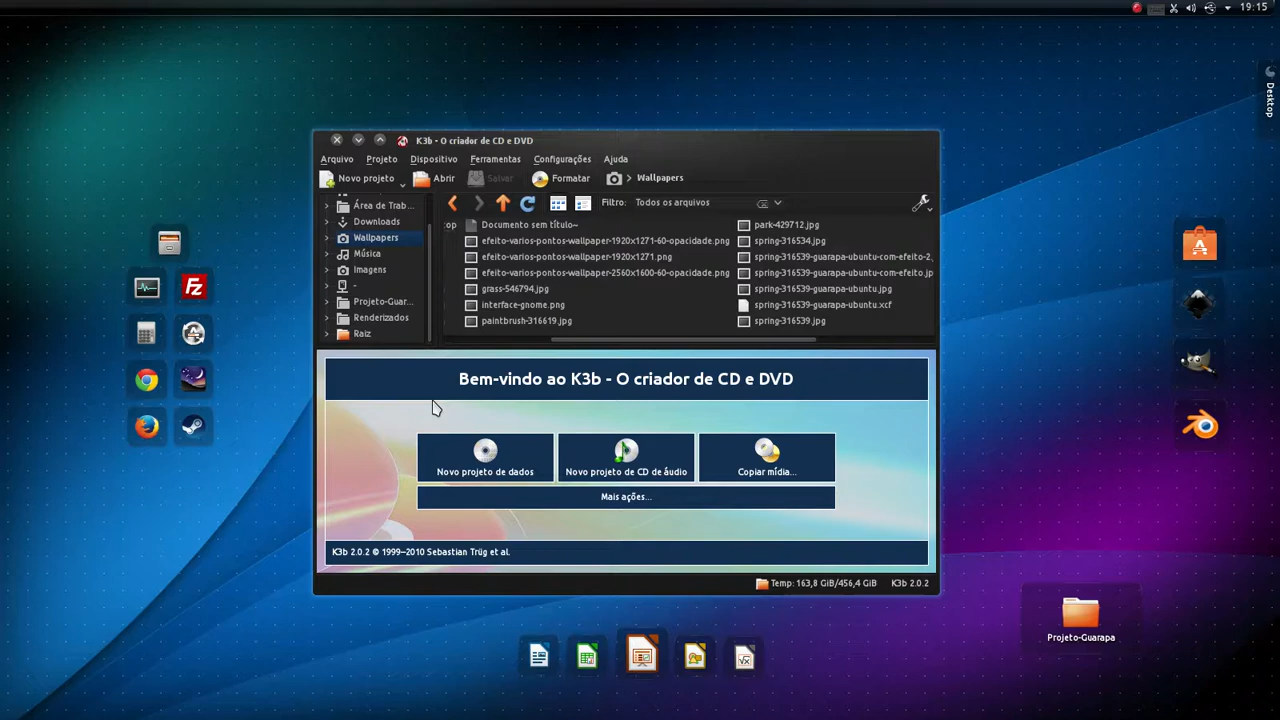 19:15
Desktop
K3b - O criador de CD e DVD
Arquivo Projeto Dispositivo Ferramentas Configurações Ajuda
Novo projeto Abrir Salvar Formatar Wallpapers
Filtro: Todos os arquivos
Área de Trab...
Downloads
Wallpapers
Música
Imagens
-
Projeto-Guar...
Renderizados
Raiz
op
Documento sem título~
efeito-varios-pontos-wallpaper-1920x1271-60-opacidade.png
efeito-varios-pontos-wallpaper-1920x1271.png
efeito-varios-pontos-wallpaper-2560x1600-60-opacidade.png
grass-546794.jpg
interface-gnome.png
paintbrush-316619.jpg
park-429712.jpg
spring-316534.jpg
spring-316539-guarapa-ubuntu-com-efeito-2.
spring-316539-guarapa-ubuntu-com-efeito.jp
spring-316539-guarapa-ubuntu.jpg
spring-316539-guarapa-ubuntu.xcf
spring-316539.jpg
Bem-vindo ao K3b - O criador de CD e DVD
Novo projeto de dados
Novo projeto de CD de áudio
Copiar mídia...
Mais ações...
K3b 2.0.2 © 1999–2010 Sebastian Trüg et al.
Temp: 163,8 GiB/456,4 GiB K3b 2.0.2
Projeto-Guarapa